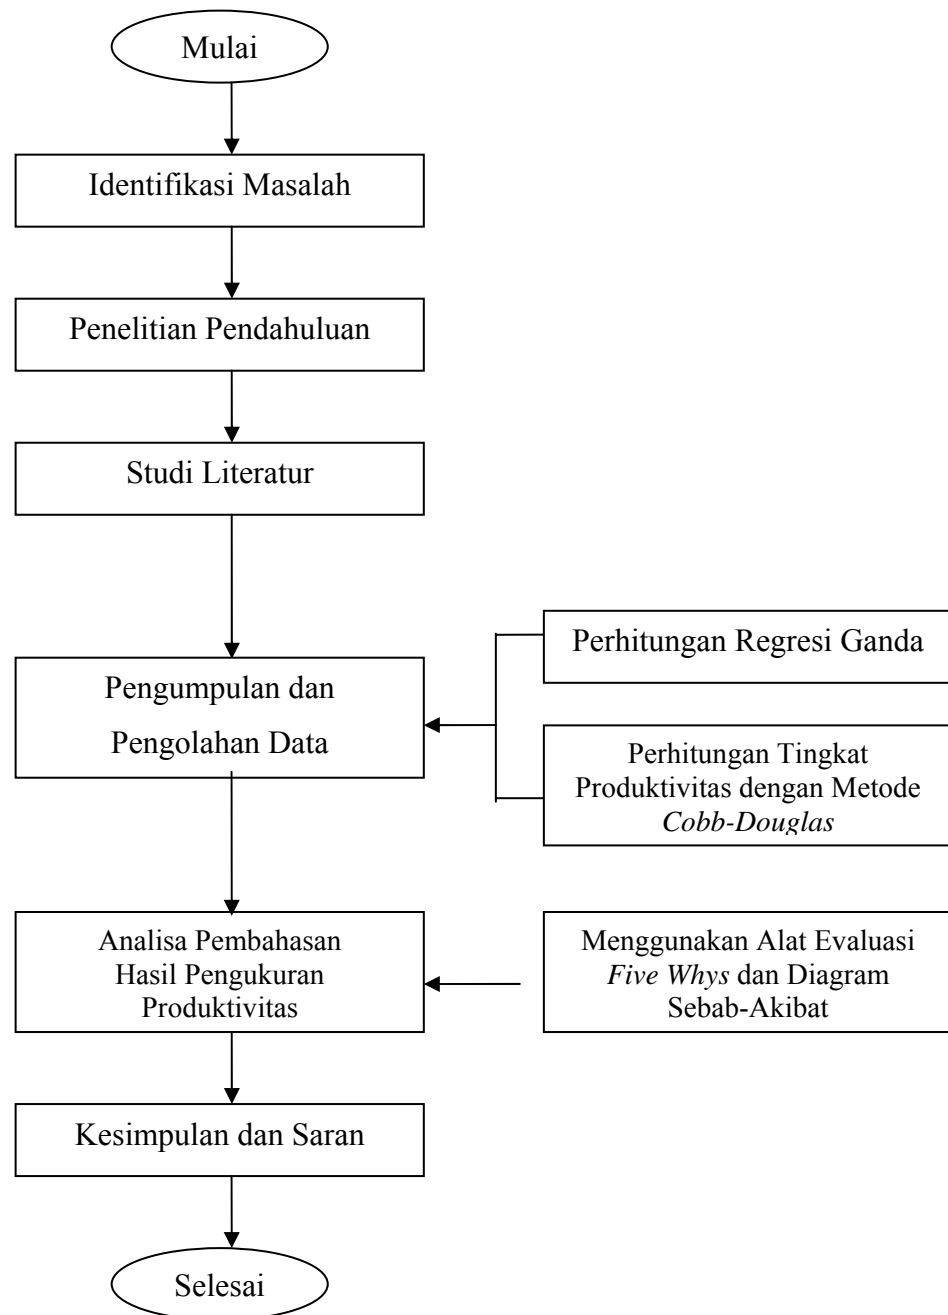 Mulai
Identifikasi Masalah
Penelitian Pendahuluan
Studi Literatur
Perhitungan Regresi Ganda
Pengumpulan dan
Pengolahan Data
Perhitungan Tingkat
Produktivitas dengan Metode
Cobb-Douglas
Analisa Pembahasan
Hasil Pengukuran
Produktivitas
Menggunakan Alat Evaluasi
Five Whys dan Diagram
Sebab-Akibat
Kesimpulan dan Saran
Selesai